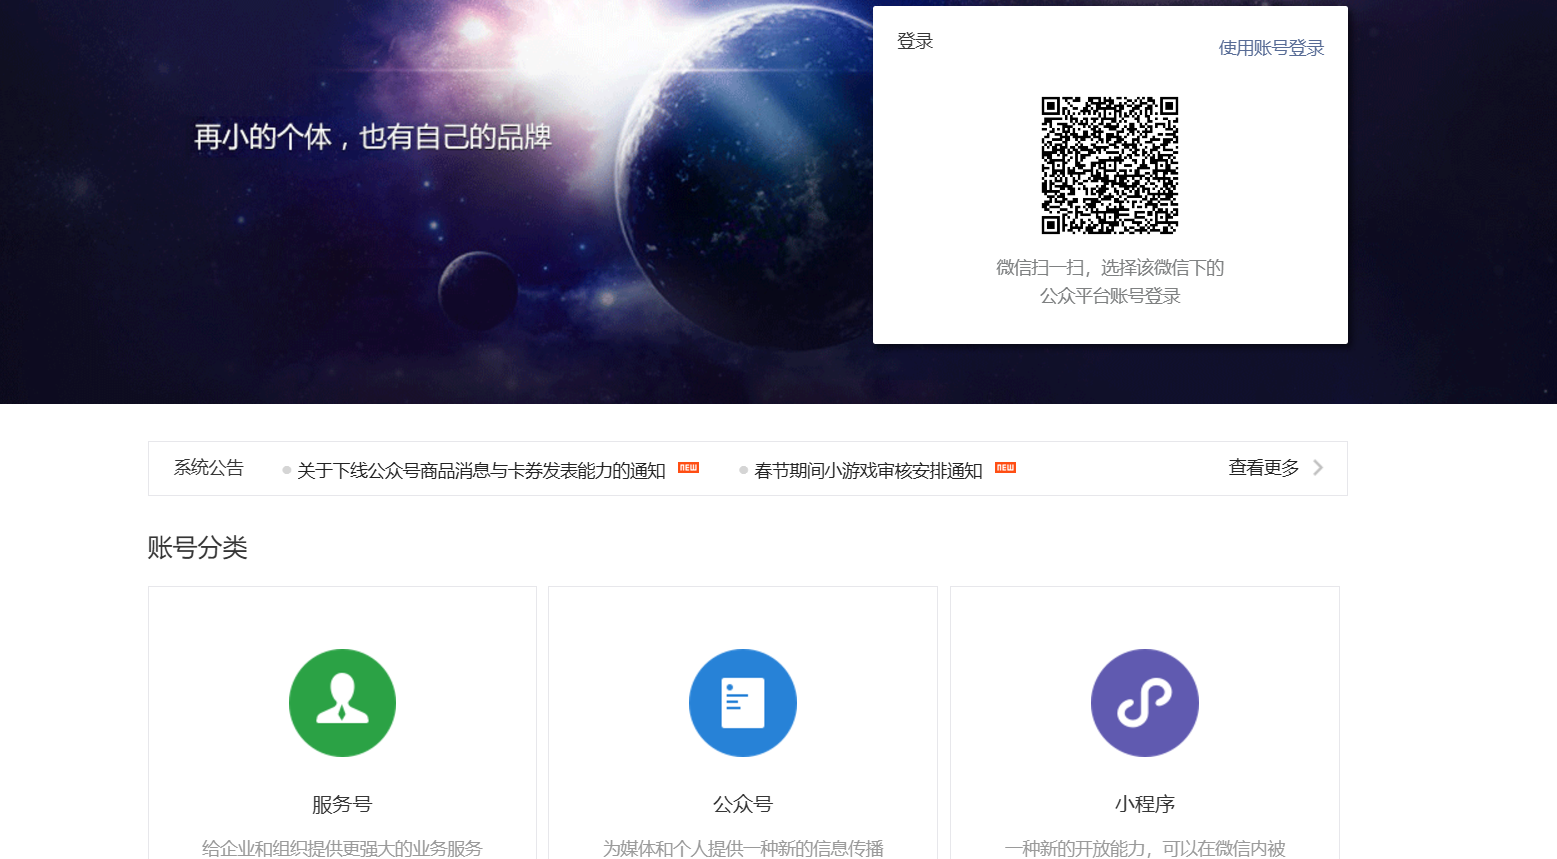 登录
使用账号登录
再小的个体，也有自己的品牌
微信扫一扫，选择该微信下的
公众平台账号登录
系统公告
关于下线公众号商品消息与卡券发表能力的通知 NEW
春节期间小游戏审核安排通知 NEW
查看更多
账号分类
服务号
公众号
小程序
给企业和组织提供更强大的业务服务
为媒体和个人提供一种新的信息传播
一种新的开放能力，可以在微信内被